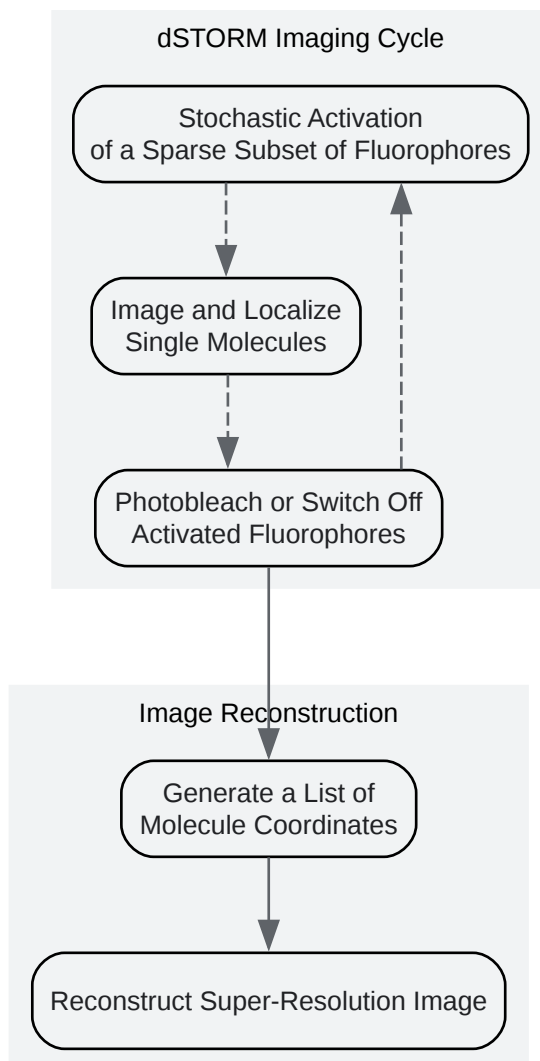 dSTORM Imaging Cycle
Stochastic Activation
of a Sparse Subset of Fluorophores
Image and Localize
Single Molecules
Photobleach or Switch Off
Activated Fluorophores
Image Reconstruction
Generate a List of
Molecule Coordinates
Reconstruct Super-Resolution Image